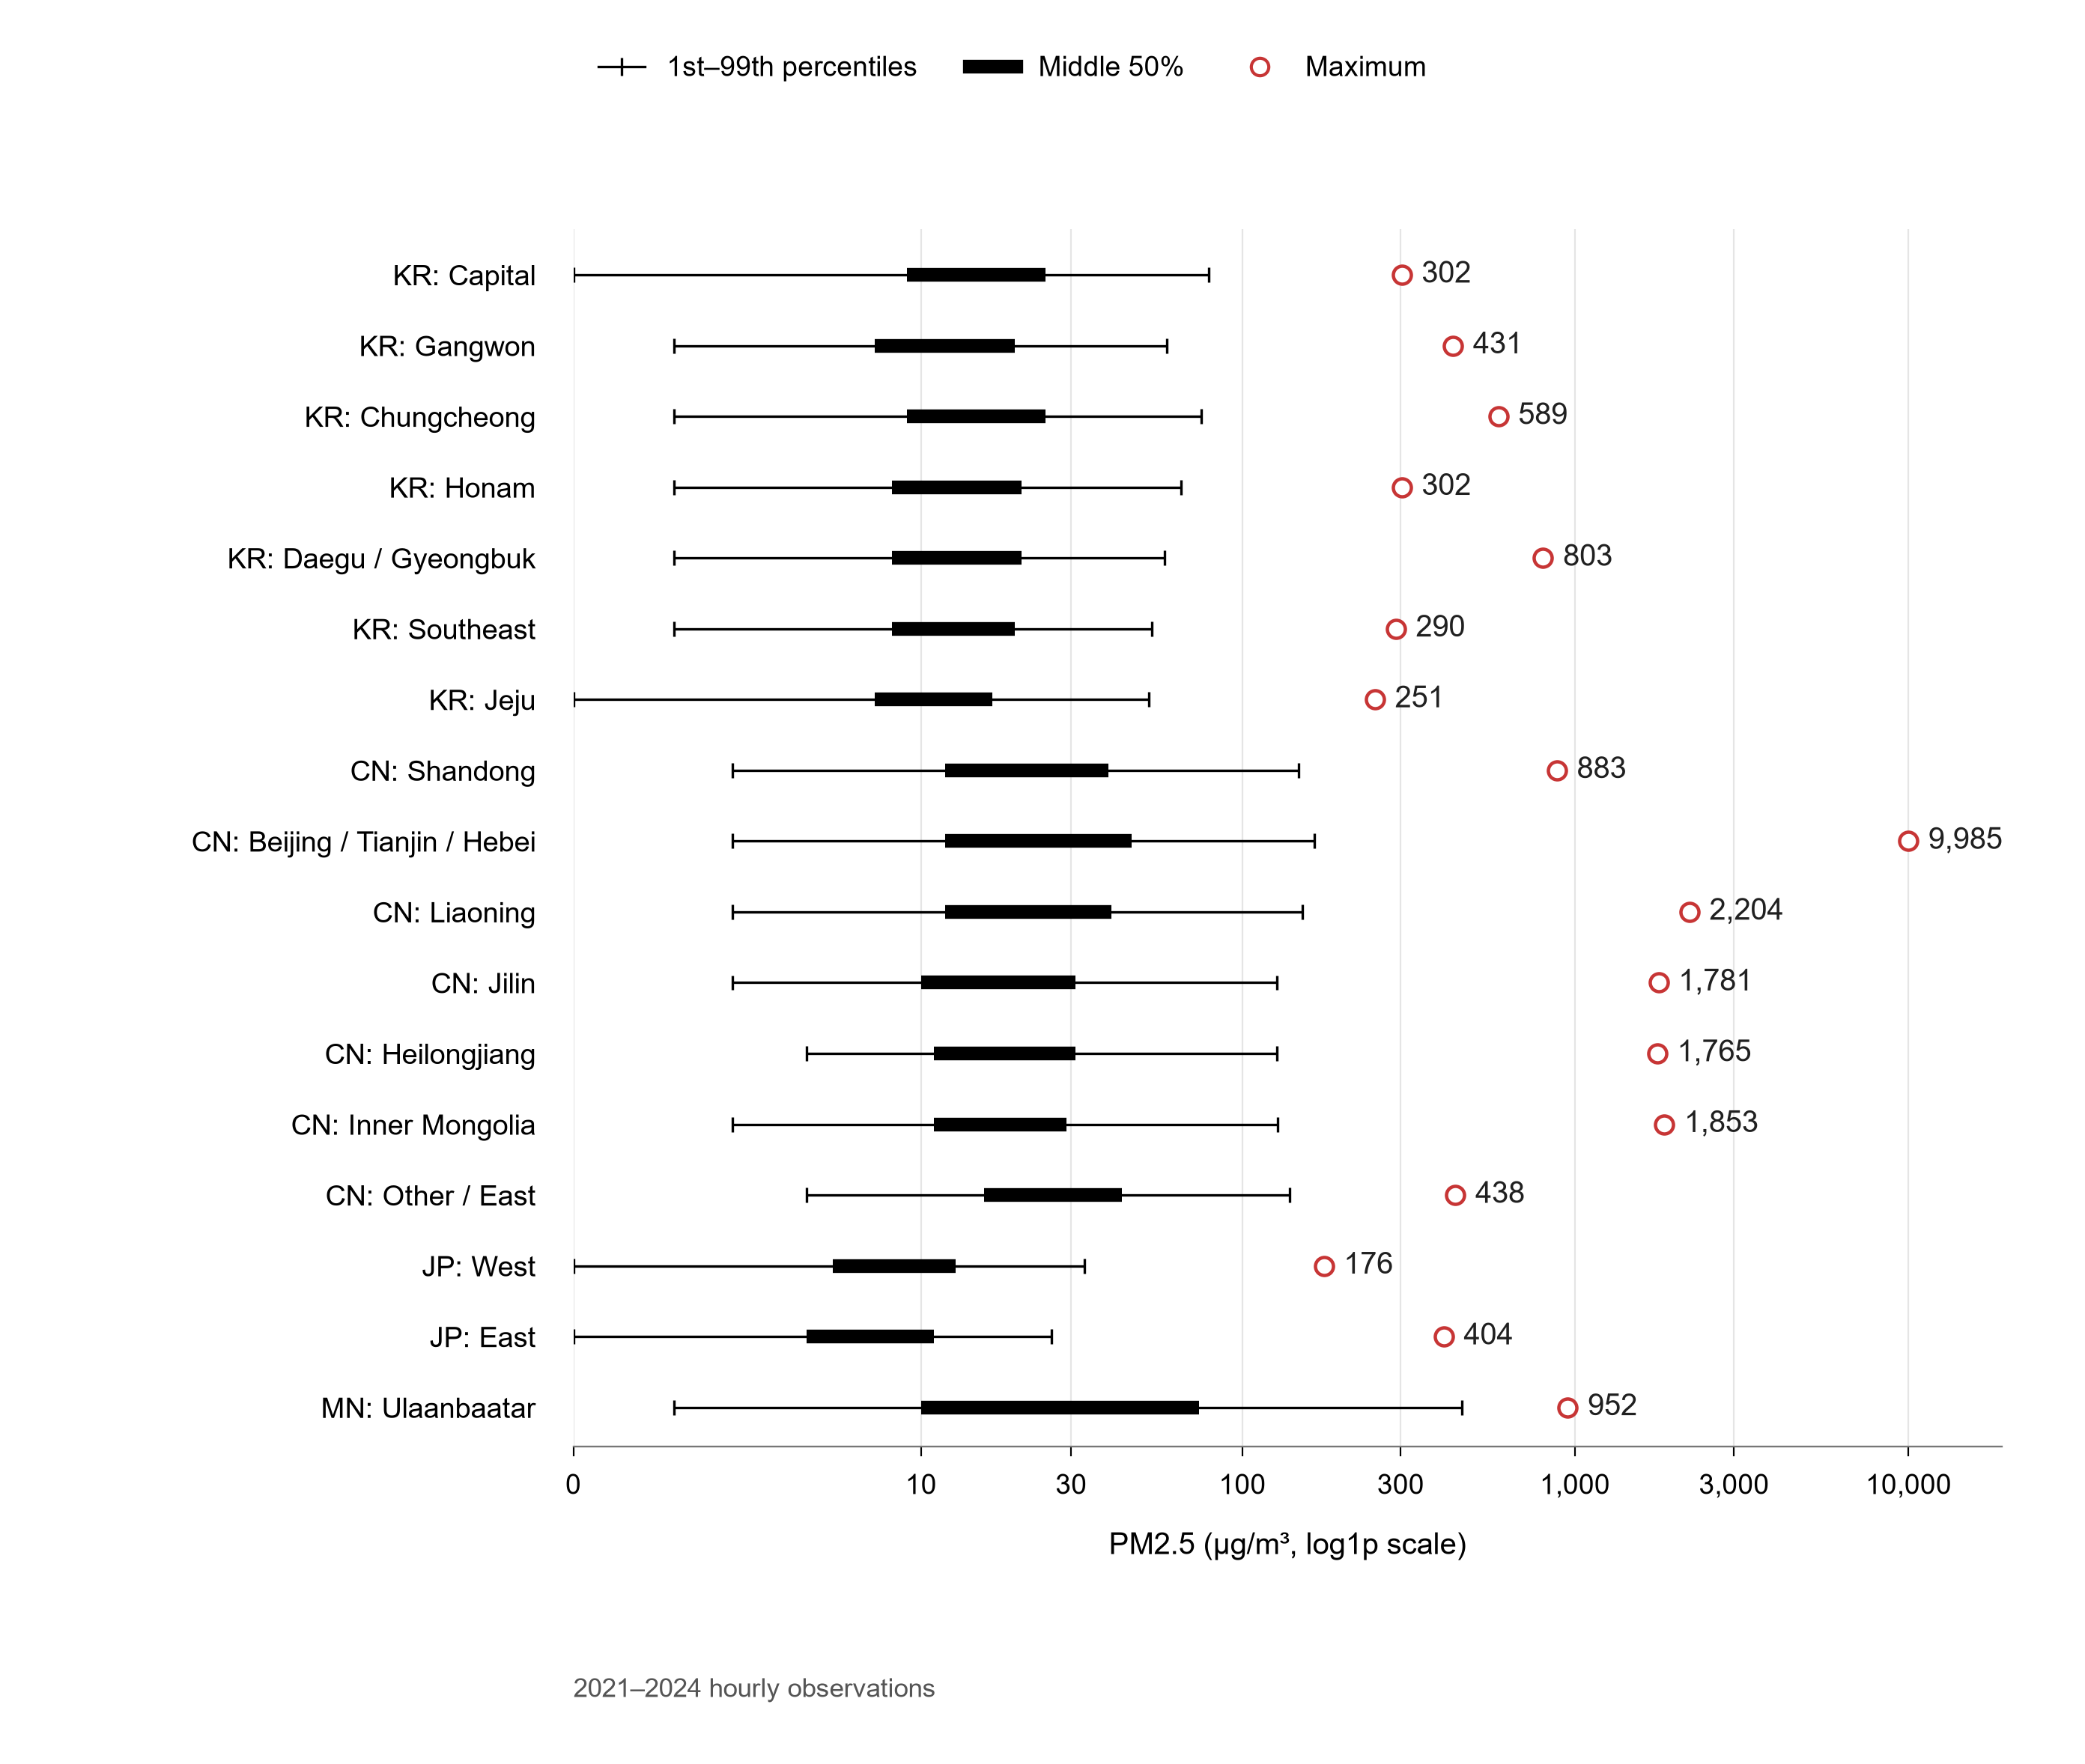 1st–99th percentiles Middle 50% Maximum
KR: Capital 302
KR: Gangwon 431
KR: Chungcheong 589
KR: Honam 302
KR: Daegu / Gyeongbuk 803
KR: Southeast 290
KR: Jeju 251
CN: Shandong 883
CN: Beijing / Tianjin / Hebei 9,985
CN: Liaoning 2,204
CN: Jilin 1,781
CN: Heilongjiang 1,765
CN: Inner Mongolia 1,853
CN: Other / East 438
JP: West 176
JP: East 404
MN: Ulaanbaatar 952
0 10 30 100 300 1,000 3,000 10,000
PM2.5 (µg/m³, log1p scale)
2021–2024 hourly observations